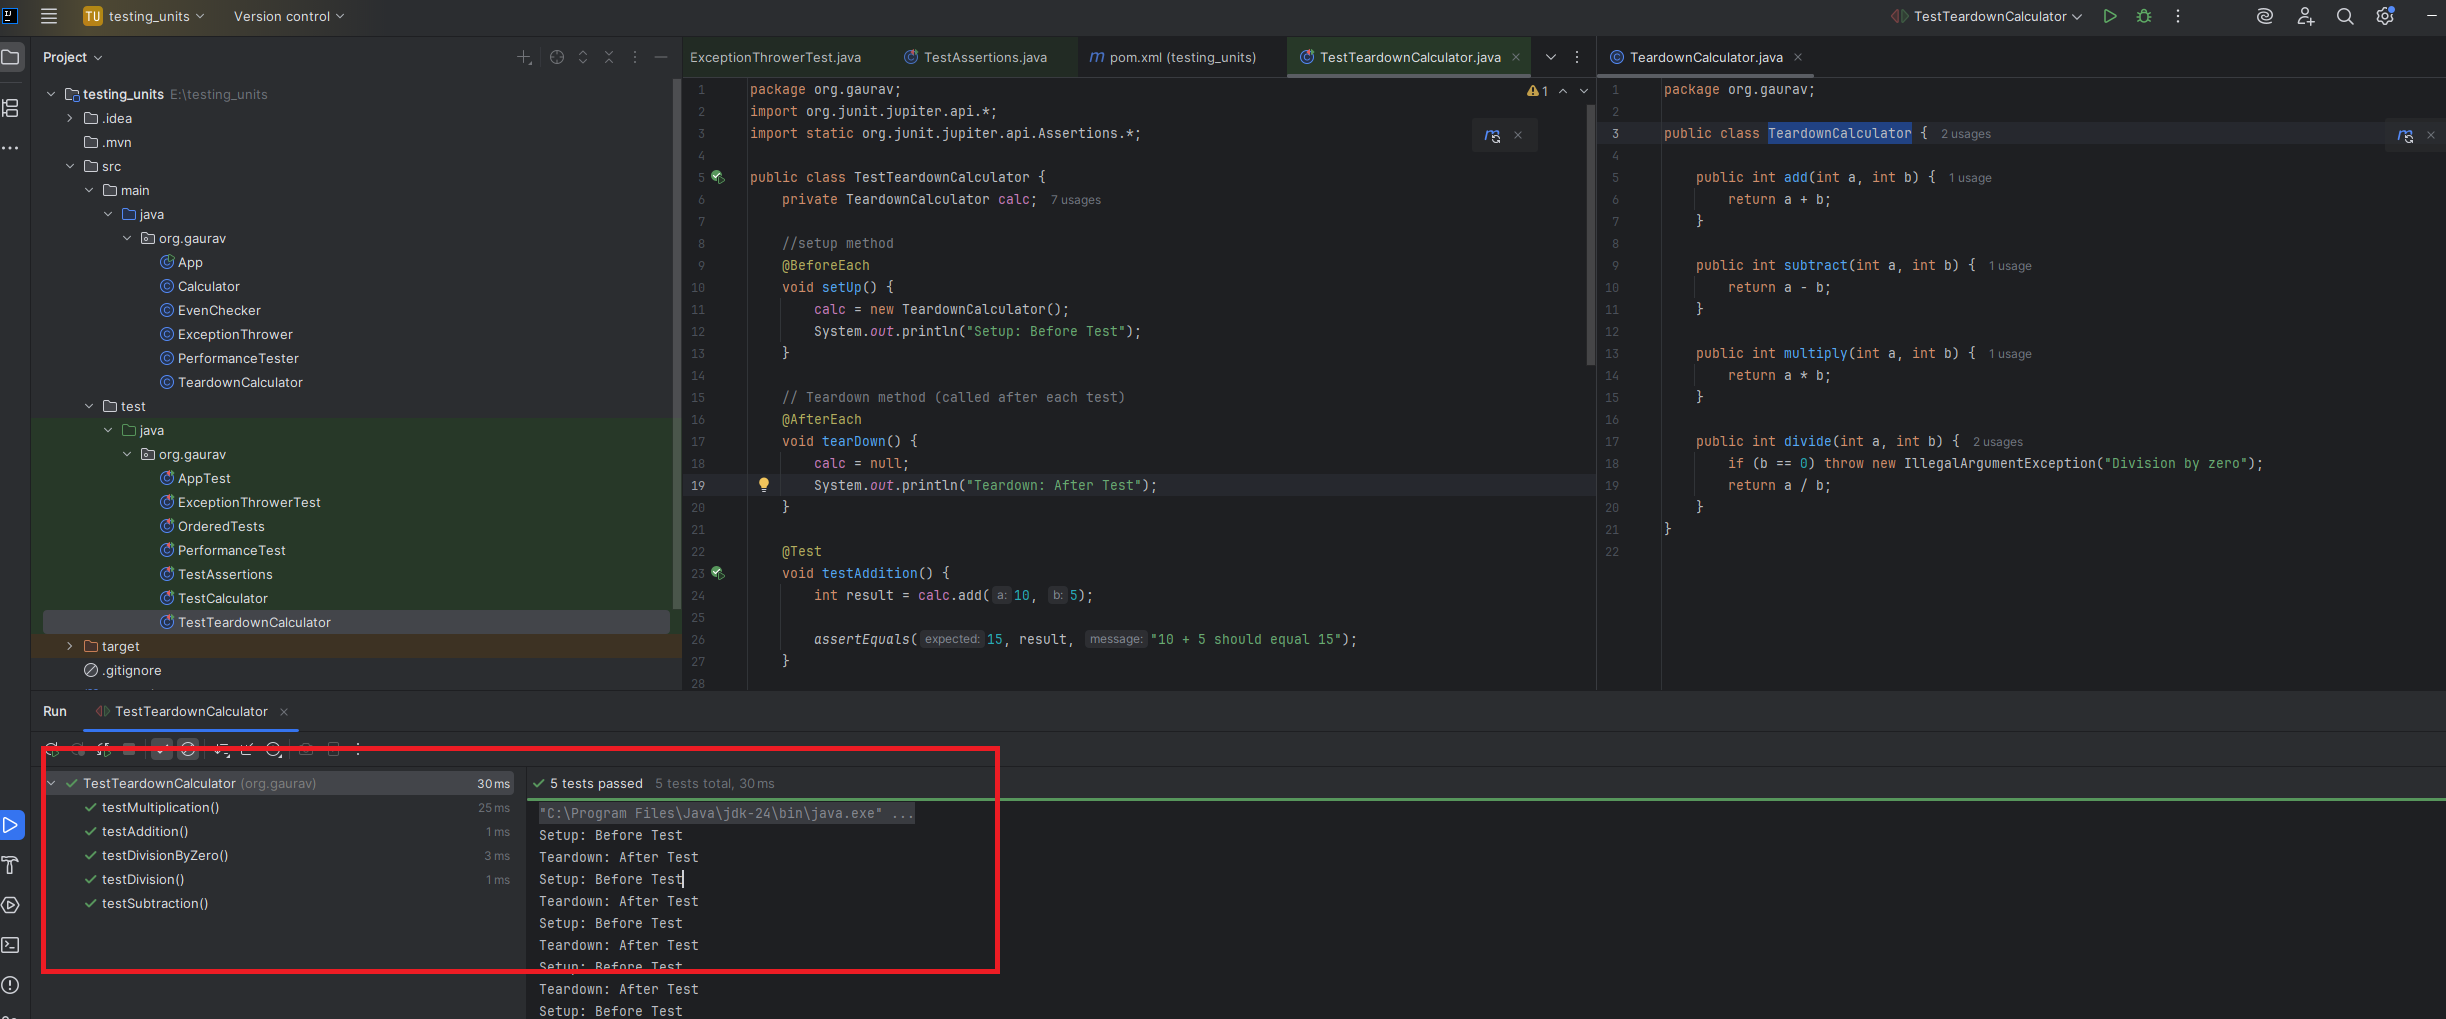 TU testing_units Version control TestTeardownCalculator
Project
testing_units E:\testing_units
.idea
.mvn
src
main
java
org.gaurav
App
Calculator
EvenChecker
ExceptionThrower
PerformanceTester
TeardownCalculator
test
java
org.gaurav
AppTest
ExceptionThrowerTest
OrderedTests
PerformanceTest
TestAssertions
TestCalculator
TestTeardownCalculator
target
.gitignore
ExceptionThrowerTest.java TestAssertions.java pom.xml (testing_units) TestTeardownCalculator.java
1 package org.gaurav;
2 import org.junit.jupiter.api.*;
3 import static org.junit.jupiter.api.Assertions.*;
4
5 public class TestTeardownCalculator {
6 private TeardownCalculator calc; 7 usages
7
8 //setup method
9 @BeforeEach
10 void setUp() {
11 calc = new TeardownCalculator();
12 System.out.println("Setup: Before Test");
13 }
14
15 // Teardown method (called after each test)
16 @AfterEach
17 void tearDown() {
18 calc = null;
19 System.out.println("Teardown: After Test");
20 }
21
22 @Test
23 void testAddition() {
24 int result = calc.add( a: 10, b: 5);
25
26 assertEquals( expected: 15, result, message: "10 + 5 should equal 15");
27 }
28
1
TeardownCalculator.java
1 package org.gaurav;
2
3 public class TeardownCalculator { 2 usages
4
5 public int add(int a, int b) { 1 usage
6 return a + b;
7 }
8
9 public int subtract(int a, int b) { 1 usage
10 return a - b;
11 }
12
13 public int multiply(int a, int b) { 1 usage
14 return a * b;
15 }
16
17 public int divide(int a, int b) { 2 usages
18 if (b == 0) throw new IllegalArgumentException("Division by zero");
19 return a / b;
20 }
21 }
22
Run TestTeardownCalculator
TestTeardownCalculator (org.gaurav) 30 ms
testMultiplication() 25 ms
testAddition() 1 ms
testDivisionByZero() 3 ms
testDivision() 1 ms
testSubtraction()
5 tests passed 5 tests total, 30 ms
"C:\Program Files\Java\jdk-24\bin\java.exe" ...
Setup: Before Test
Teardown: After Test
Setup: Before Test
Teardown: After Test
Setup: Before Test
Teardown: After Test
Setup: Before Test
Teardown: After Test
Setup: Before Test